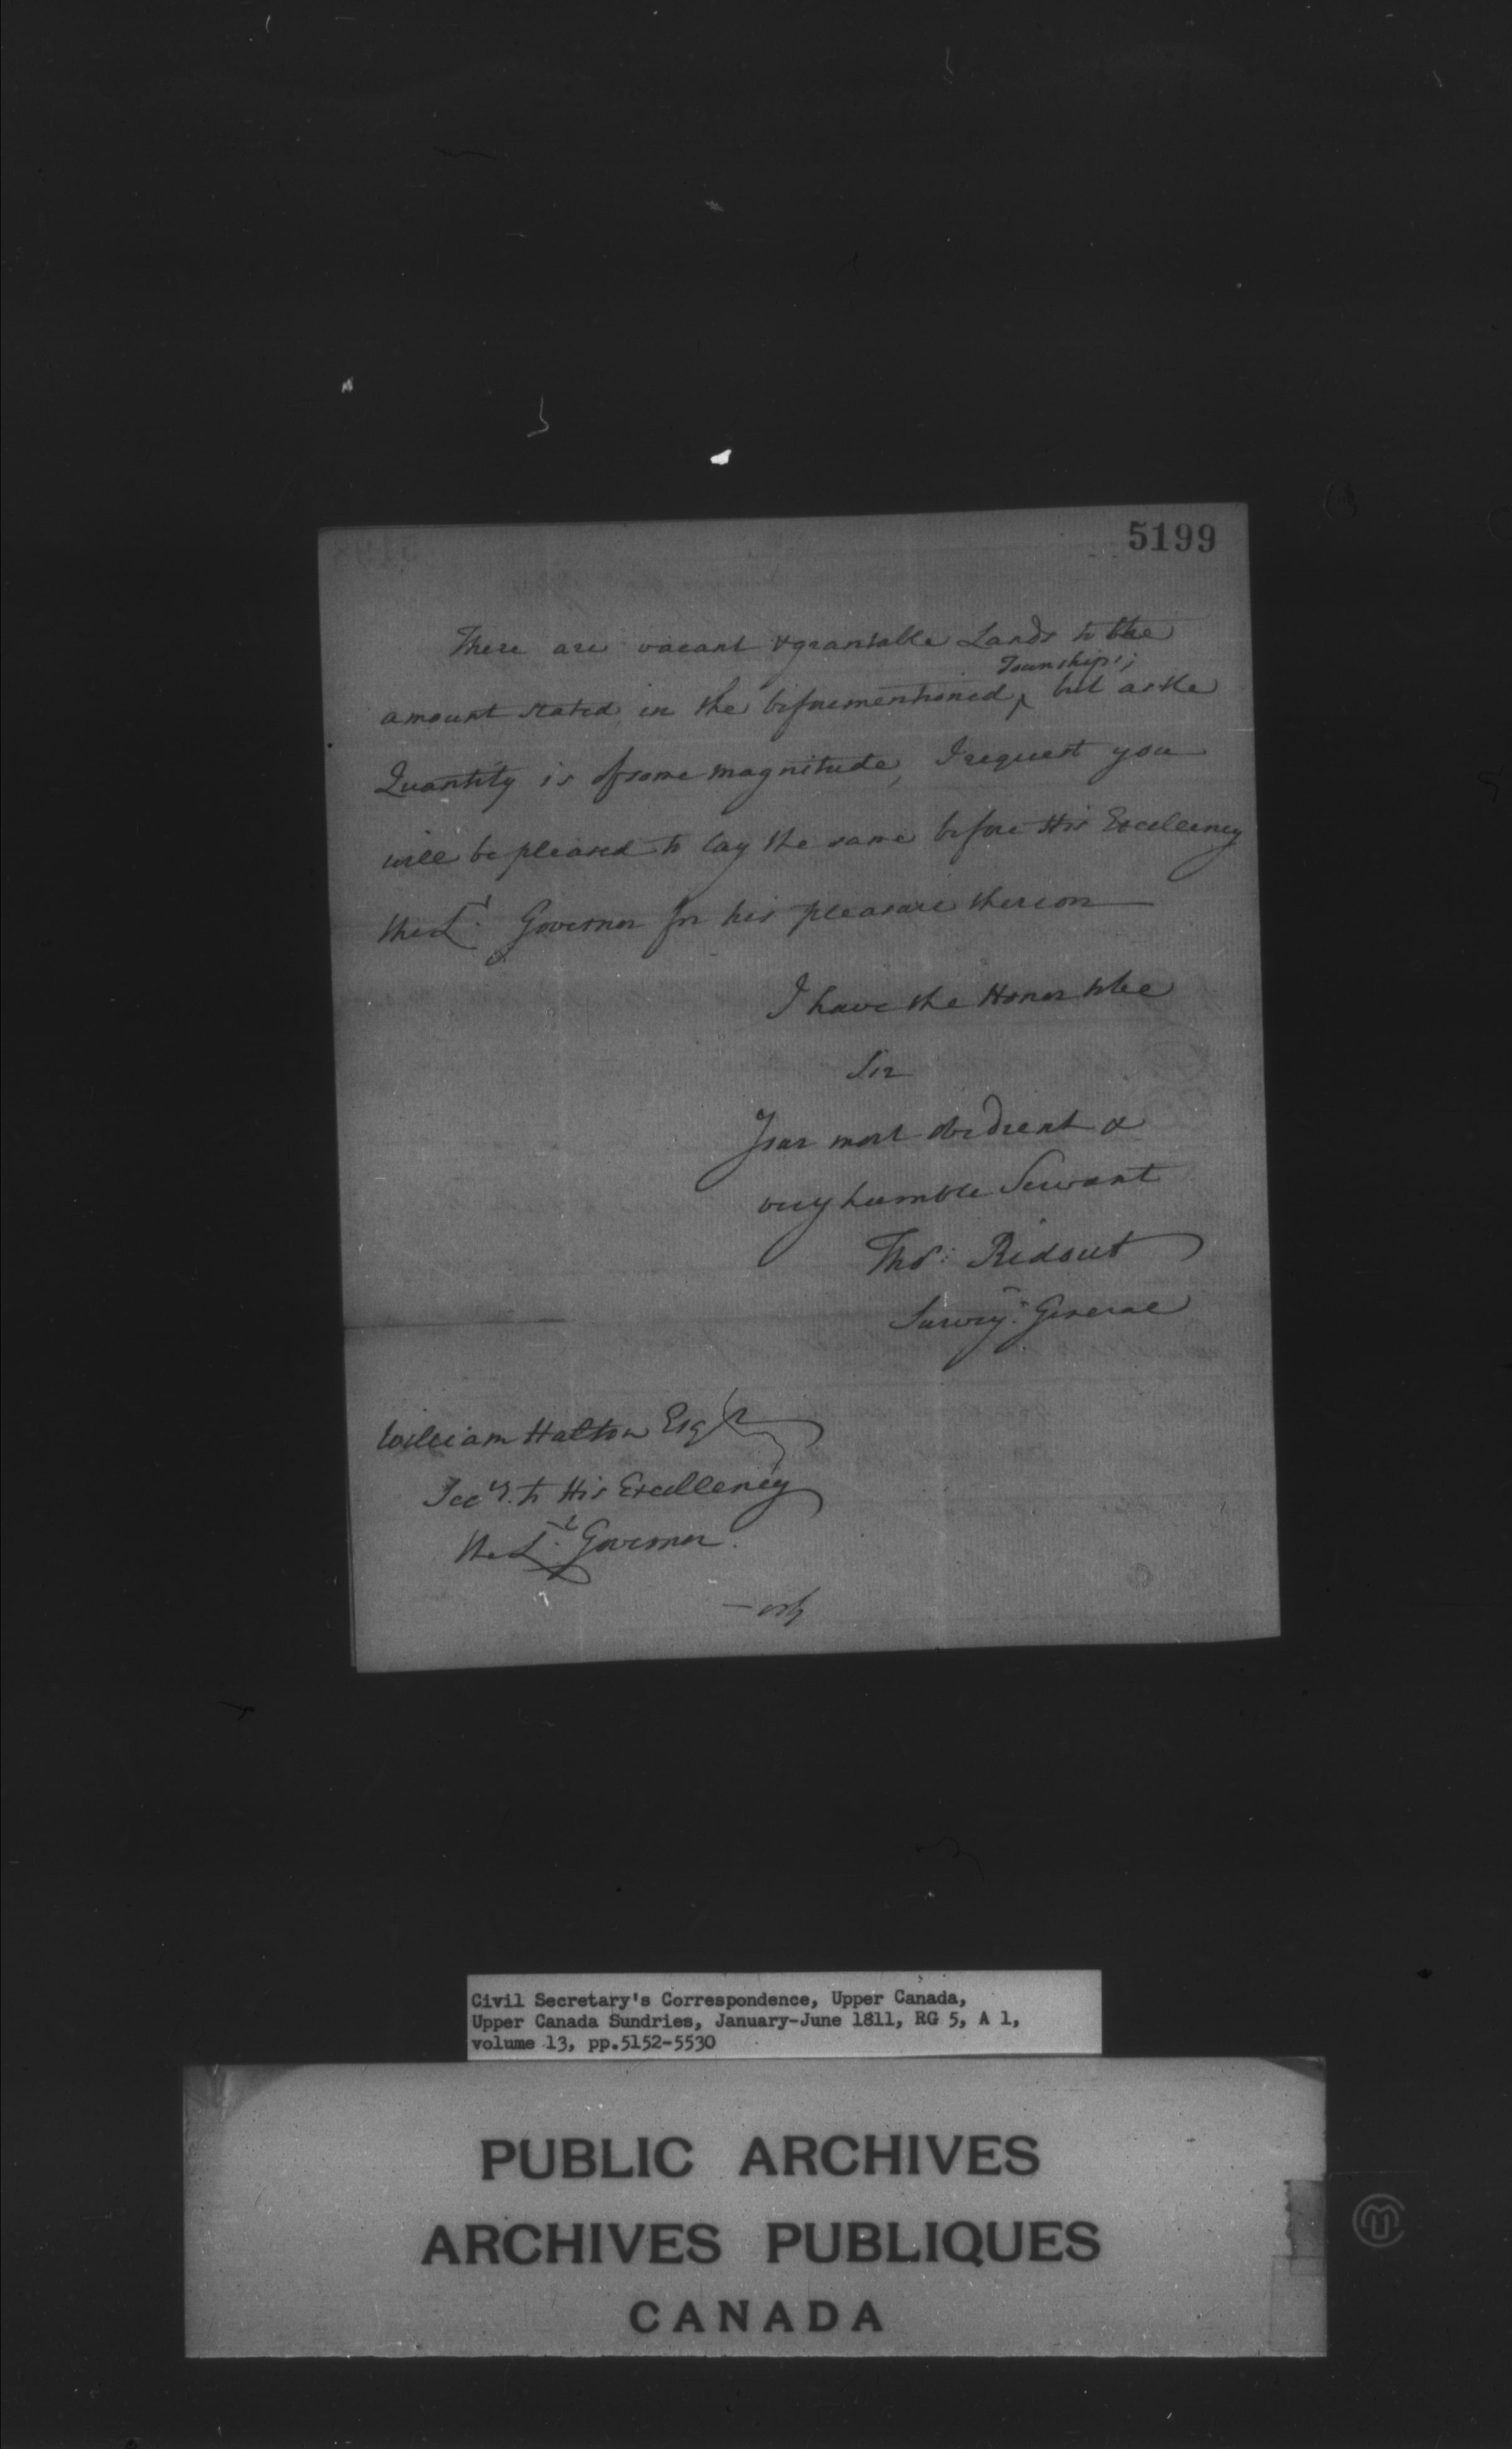 5199
There are vacant & grantable Lands to the
amount stated in the beforementioned ^ Townships; but as the
Quantity is of some magnitude, I request you
will be pleased to lay the same before His Excellency
the Lt. Governor for his pleasure thereon —
I have the Honor to be
Sir
Your most obedient &
very humble Servant
Thos: Ridout
Surveyr. General
William Halton Esqr
Secy. to His Excellency
the Lt. Governor.
Civil Secretary's Correspondence, Upper Canada,
Upper Canada Sundries, January-June 1811, RG 5, A 1,
volume 13, pp.5152-5530
PUBLIC ARCHIVES
ARCHIVES PUBLIQUES
CANADA